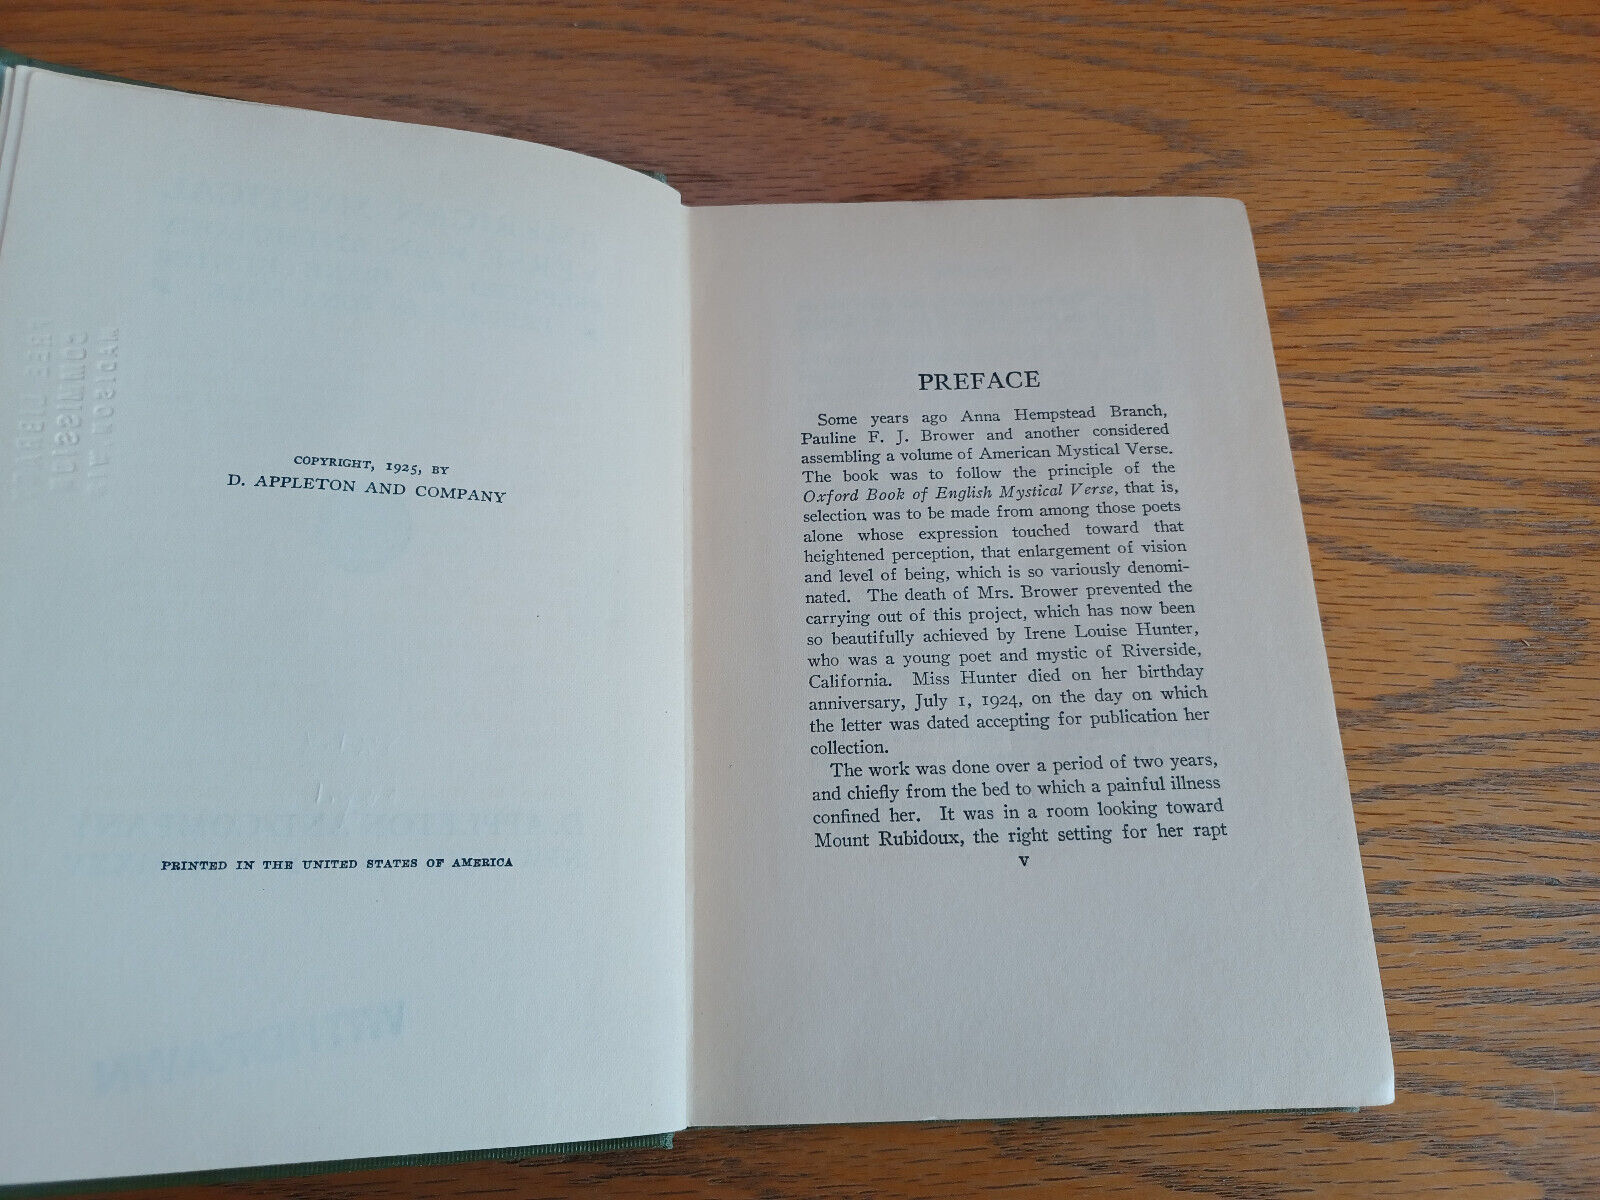 COPYRIGHT, 1925, BY
D. APPLETON AND COMPANY
PRINTED IN THE UNITED STATES OF AMERICA
PREFACE
Some years ago Anna Hempstead Branch,
Pauline F. J. Brower and another considered
assembling a volume of American Mystical Verse.
The book was to follow the principle of the
Oxford Book of English Mystical Verse, that is,
selection was to be made from among those poets
alone whose expression touched toward that
heightened perception, that enlargement of vision
and level of being, which is so variously denomi-
nated. The death of Mrs. Brower prevented the
carrying out of this project, which has now been
so beautifully achieved by Irene Louise Hunter,
who was a young poet and mystic of Riverside,
California. Miss Hunter died on her birthday
anniversary, July 1, 1924, on the day on which
the letter was dated accepting for publication her
collection.
The work was done over a period of two years,
and chiefly from the bed to which a painful illness
confined her. It was in a room looking toward
Mount Rubidoux, the right setting for her rapt
v